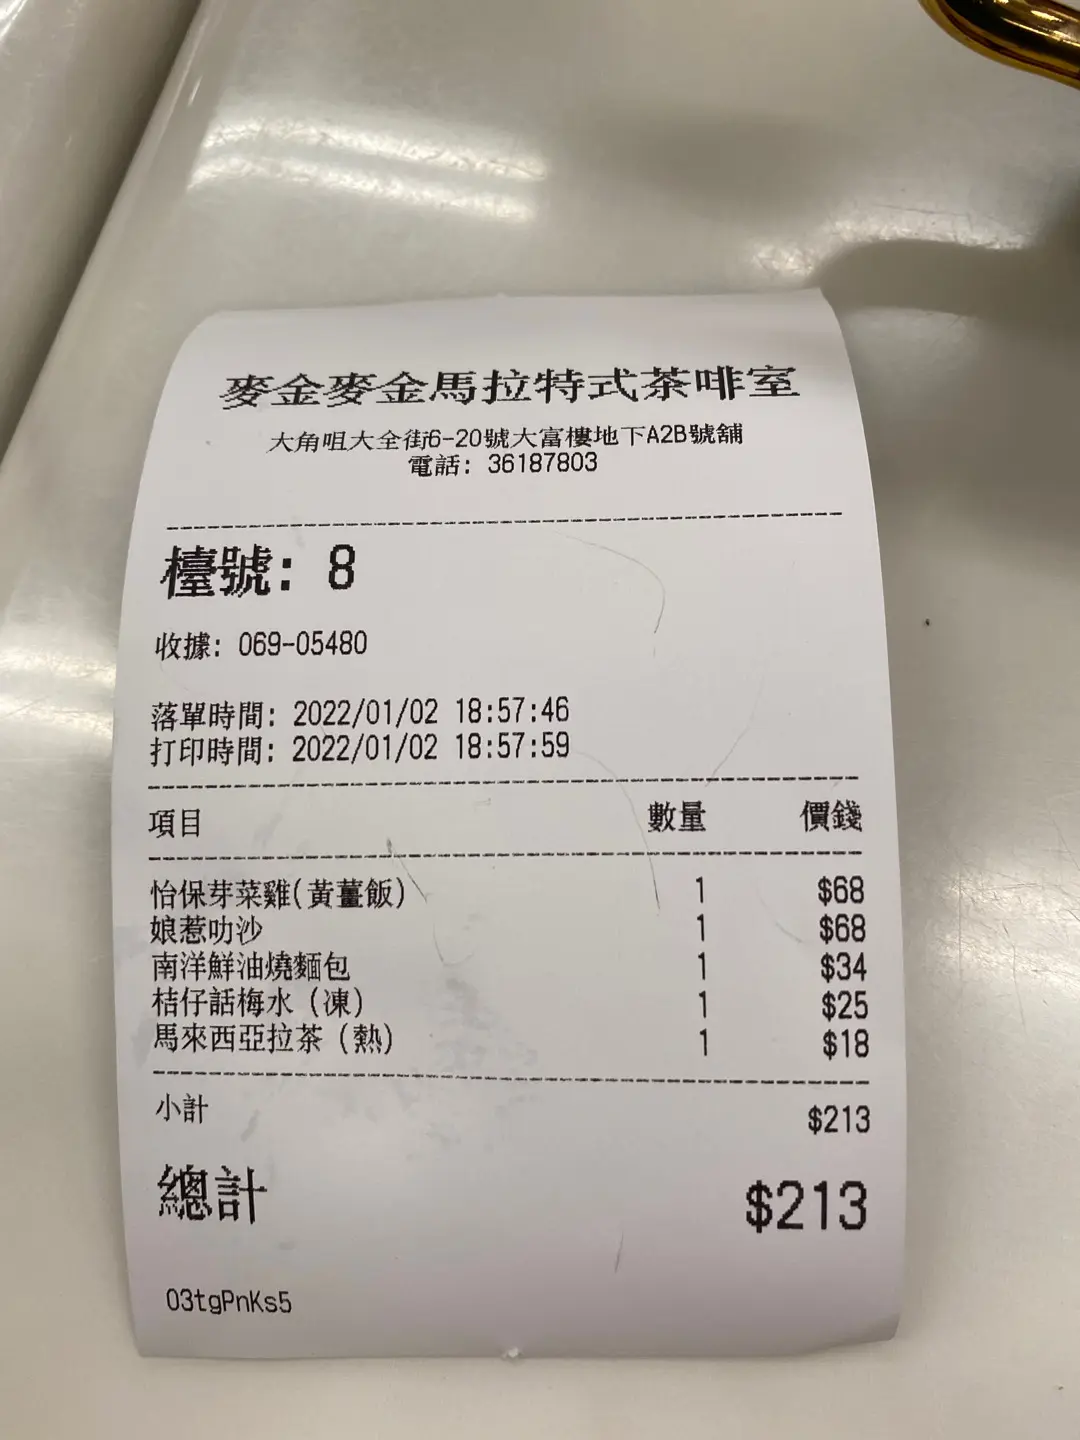 麥金麥金馬拉特式茶啡室
大角咀大全街6-20號大富樓地下A2B號舖
電話: 36187803
檯號: 8
收據: 069-05480
落單時間: 2022/01/02 18:57:46
打印時間: 2022/01/02 18:57:59
項目 數量 價錢
怡保芽菜雞(黃薑飯) 1 $68
娘惹叻沙 1 $68
南洋鮮油燒麵包 1 $34
桔仔話梅水 (凍) 1 $25
馬來西亞拉茶 (熱) 1 $18
小計 $213
總計 $213
03tgPnKs5